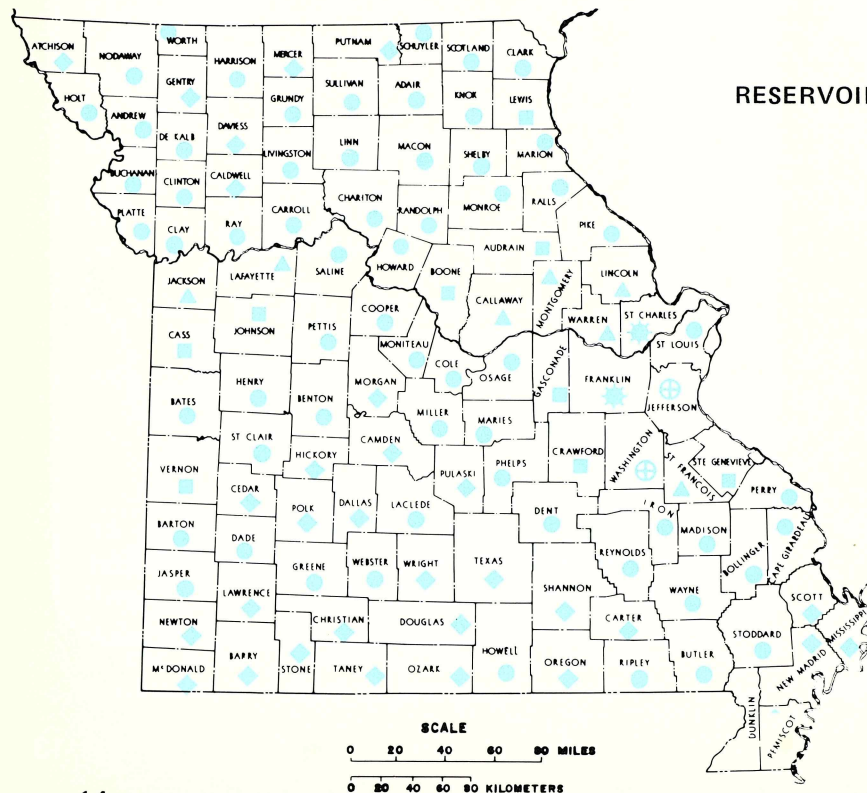 RESERVOI
ATCHISON
NODAWAY
WORTH
HARRISON
MERCER
PUTNAM
SCHUYLER
SCOTLAND
CLARK
HOLT
GENTRY
GRUNDY
SULLIVAN
ADAIR
KNOX
LEWIS
ANDREW
DE KALB
DAVIESS
LIVINGSTON
LINN
MACON
SHELBY
MARION
BUCHANAN
CLINTON
CALDWELL
CHARITON
RANDOLPH
MONROE
RALLS
PLATTE
CLAY
RAY
CARROLL
PIKE
AUDRAIN
JACKSON
LAFAYETTE
SALINE
HOWARD
BOONE
CALLAWAY
MONTGOMERY
LINCOLN
WARREN
ST CHARLES
ST LOUIS
CASS
JOHNSON
PETTIS
COOPER
MONITEAU
COLE
OSAGE
GASCONADE
FRANKLIN
JEFFERSON
BATES
HENRY
BENTON
MORGAN
MILLER
MARIES
ST CLAIR
HICKORY
CAMDEN
PULASKI
PHELPS
CRAWFORD
WASHINGTON
ST FRANCOIS
STE GENEVIEVE
PERRY
VERNON
CEDAR
POLK
DALLAS
LACLEDE
DENT
IRON
MADISON
BOLLINGER
CAPE GIRARDEAU
BARTON
DADE
GREENE
WEBSTER
WRIGHT
TEXAS
REYNOLDS
WAYNE
SCOTT
MISSISSIPPI
JASPER
LAWRENCE
CHRISTIAN
DOUGLAS
SHANNON
CARTER
STODDARD
NEW MADRID
NEWTON
McDONALD
BARRY
STONE
TANEY
OZARK
HOWELL
OREGON
RIPLEY
BUTLER
DUNKLIN
PEMISCOT
SCALE
0 20 40 60 80 MILES
0 20 40 60 80 KILOMETERS